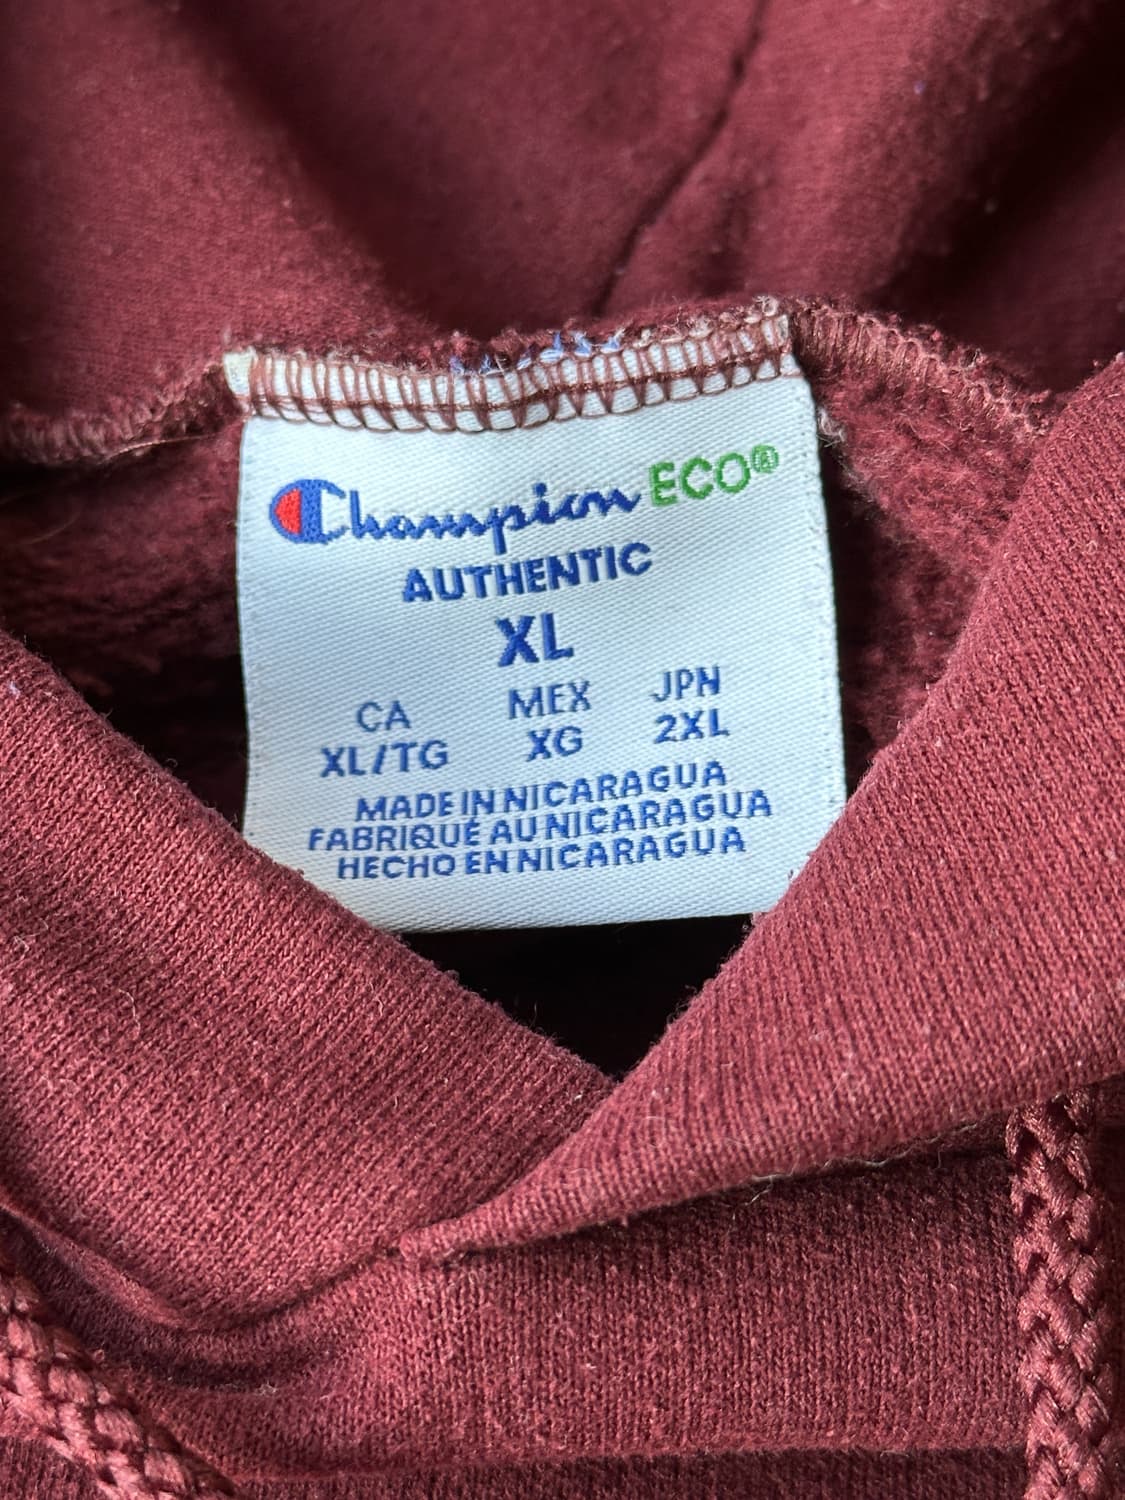 Champion ECO®
AUTHENTIC
XL
CA MEX JPN
XL/TG XG 2XL
MADE IN NICARAGUA
FABRIQUÉ AU NICARAGUA
HECHO EN NICARAGUA